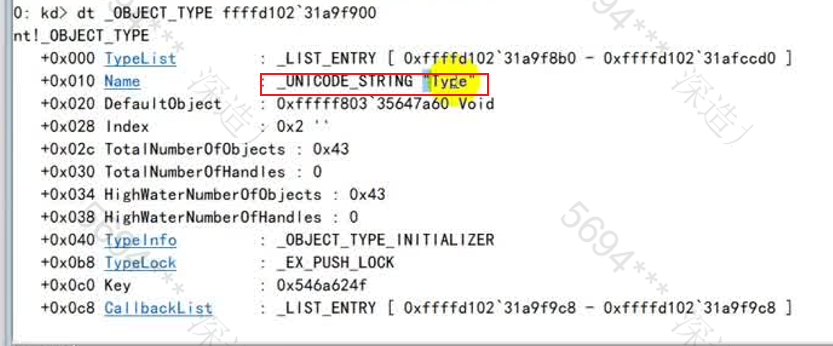 0: kd> dt _OBJECT_TYPE ffffd102`31a9f900
nt!_OBJECT_TYPE
+0x000 TypeList : _LIST_ENTRY [ 0xffffd102`31a9f8b0 - 0xffffd102`31afccd0 ]
+0x010 Name : _UNICODE_STRING "Type"
+0x020 DefaultObject : 0xfffff803`35647a60 Void
+0x028 Index : 0x2 ''
+0x02c TotalNumberOfObjects : 0x43
+0x030 TotalNumberOfHandles : 0
+0x034 HighWaterNumberOfObjects : 0x43
+0x038 HighWaterNumberOfHandles : 0
+0x040 TypeInfo : _OBJECT_TYPE_INITIALIZER
+0x0b8 TypeLock : _EX_PUSH_LOCK
+0x0c0 Key : 0x546a624f
+0x0c8 CallbackList : _LIST_ENTRY [ 0xffffd102`31a9f9c8 - 0xffffd102`31a9f9c8 ]
5694***
深造)
5694***
深造)
5694***
深造
5694***
深造